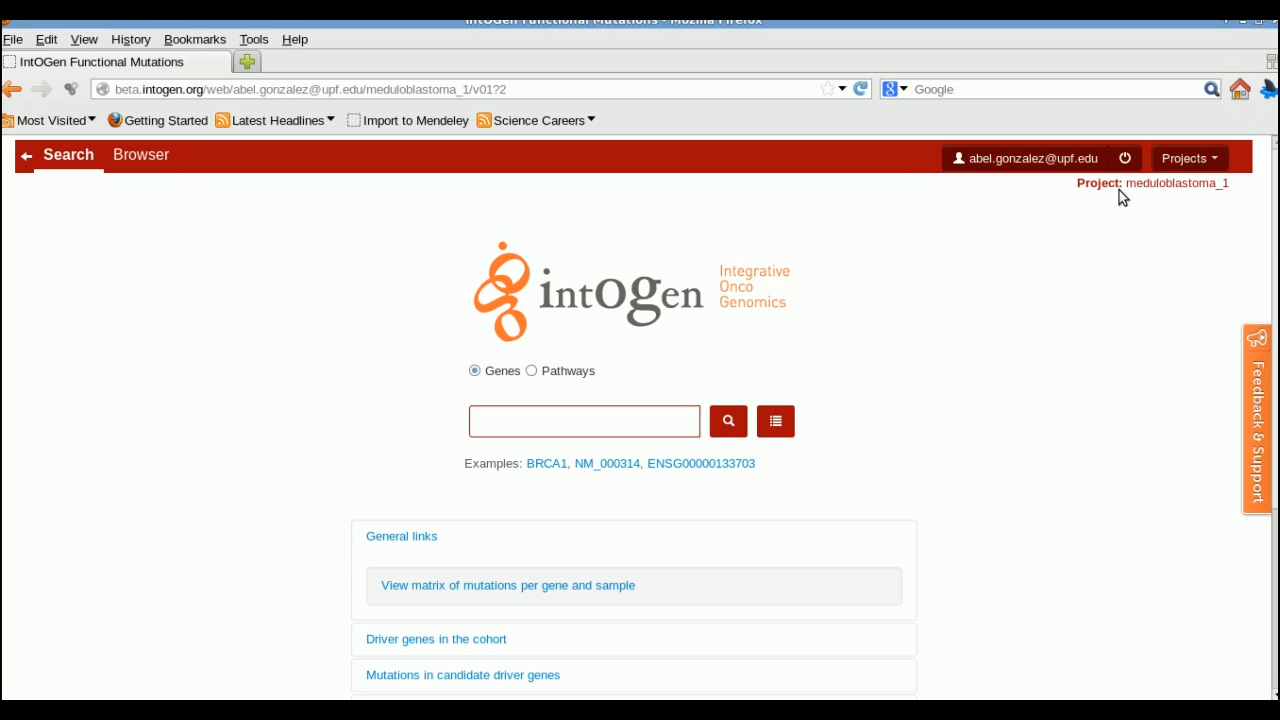 IntOGen Functional Mutations - Mozilla Firefox
File Edit View History Bookmarks Tools Help
IntOGen Functional Mutations
beta.intogen.org/web/abel.gonzalez@upf.edu/meduloblastoma_1/v01?2
Google
Most Visited Getting Started Latest Headlines Import to Mendeley Science Careers
Search Browser abel.gonzalez@upf.edu Projects
Project: meduloblastoma_1
intOgen
Integrative
Onco
Genomics
Genes Pathways
Examples: BRCA1, NM_000314, ENSG00000133703
Feedback & Support
General links
View matrix of mutations per gene and sample
Driver genes in the cohort
Mutations in candidate driver genes